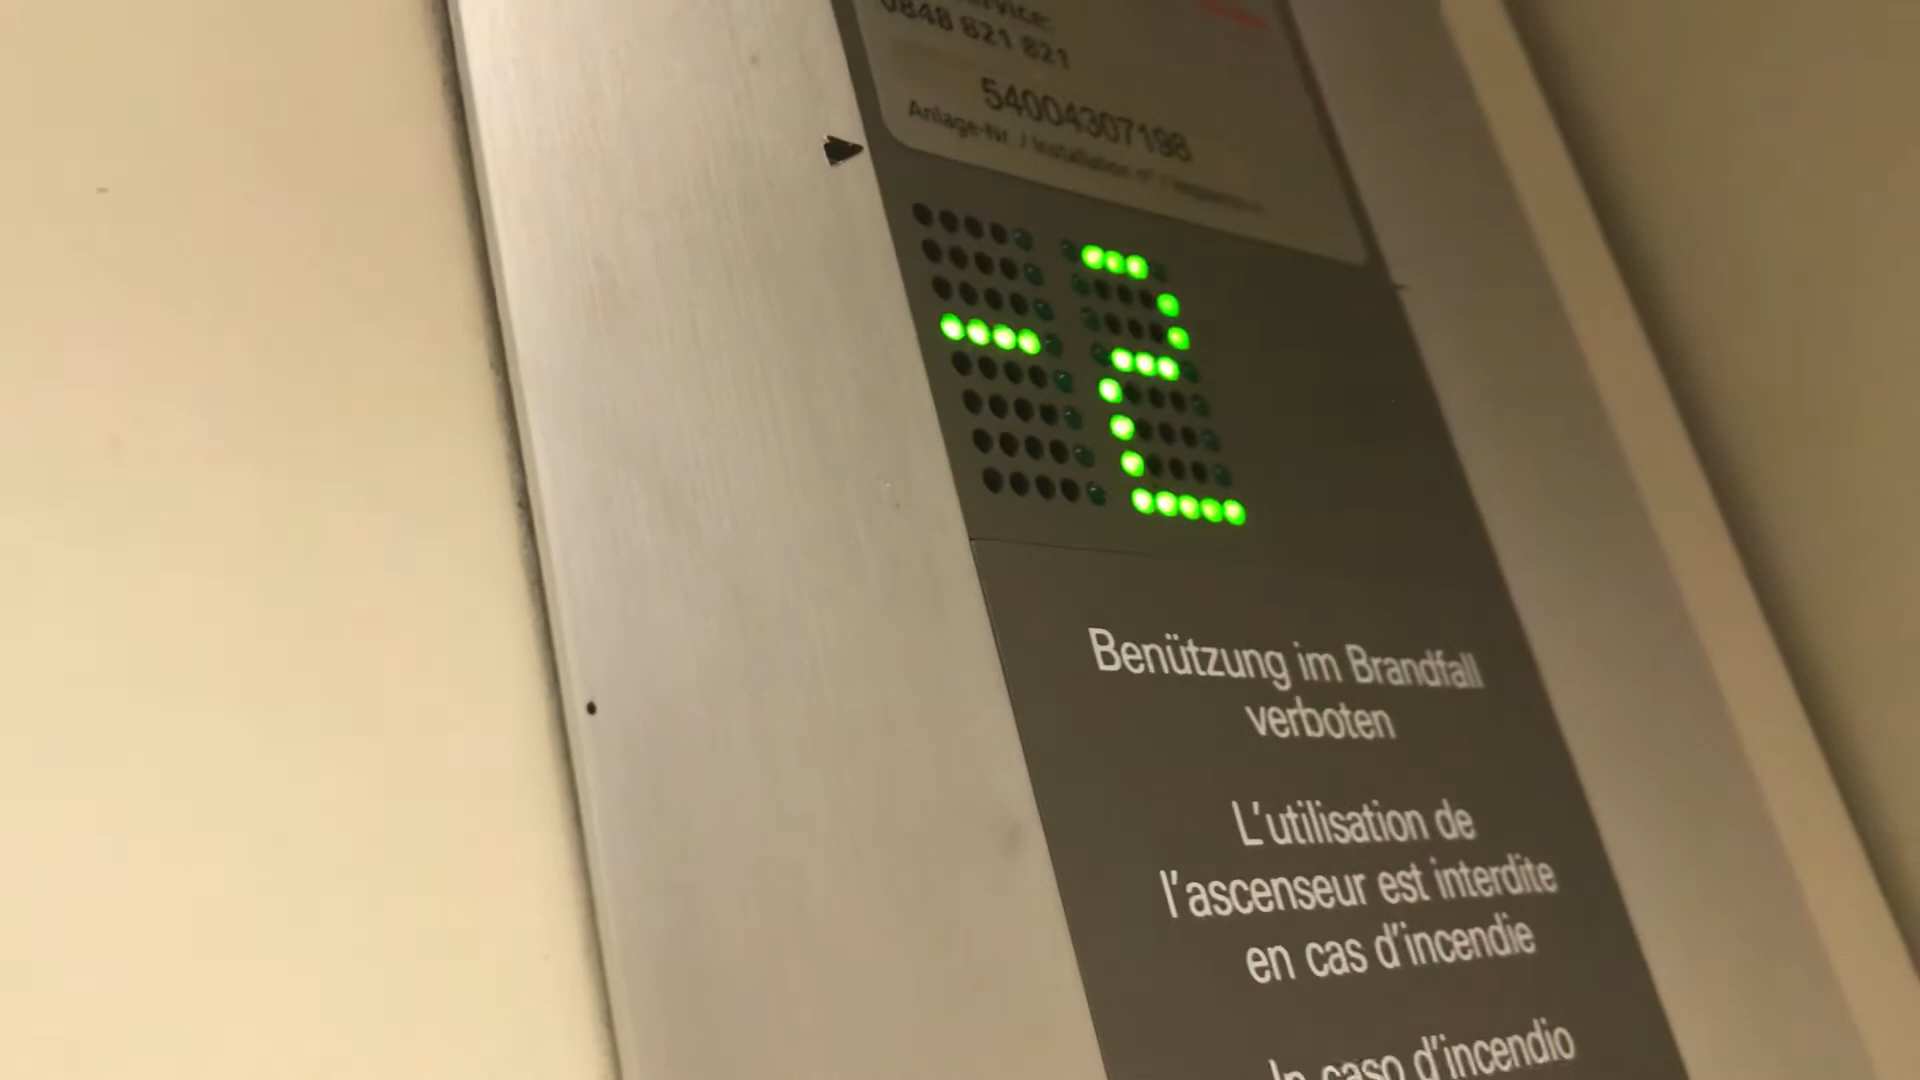 0848 821 821
54004307198
Anlage-Nr. / Installation n° /
-2
Benützung im Brandfall
verboten
L'utilisation de
l'ascenseur est interdite
en cas d'incendie
In caso d'incendio